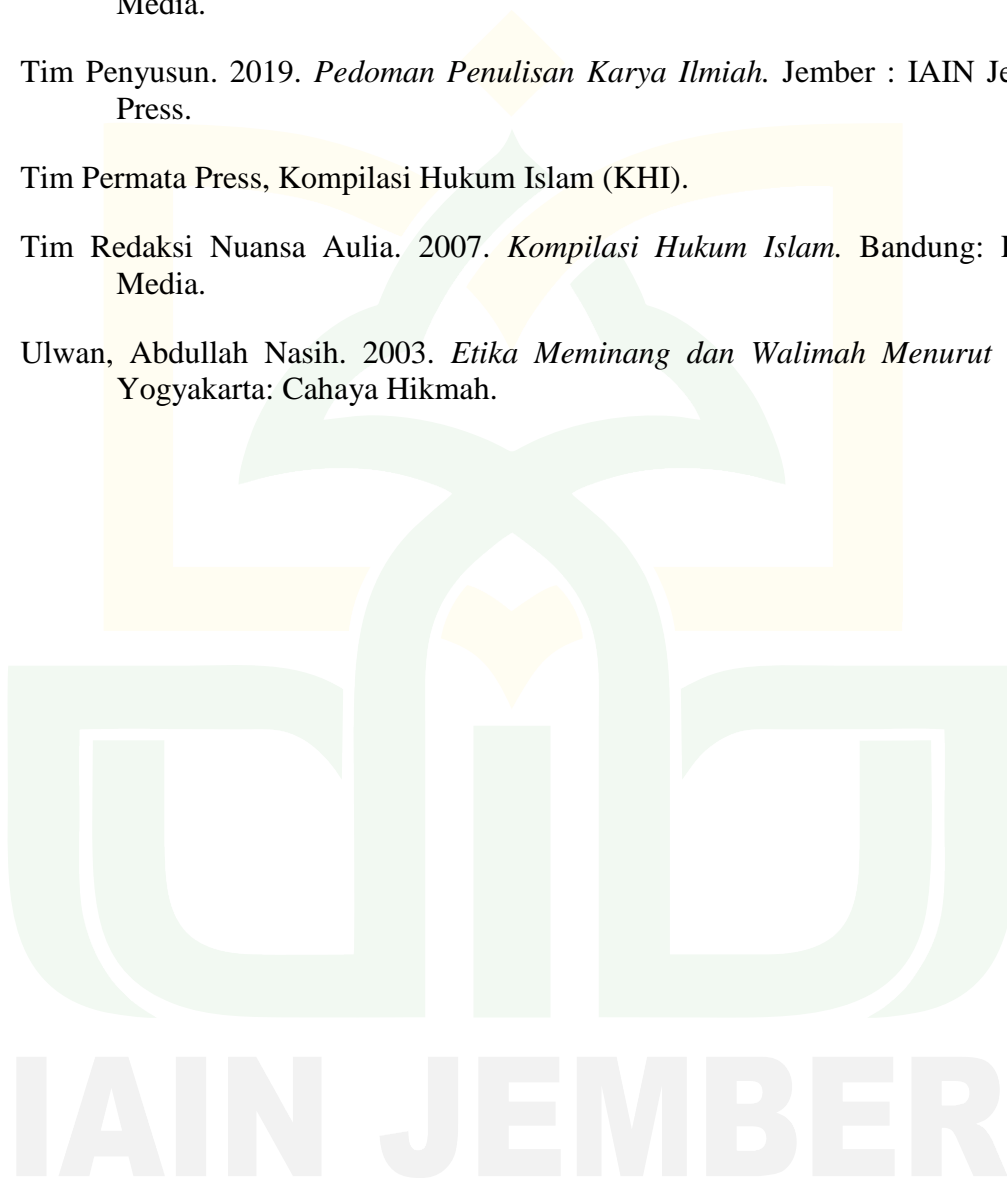 Media.
Tim Penyusun. 2019. Pedoman Penulisan Karya Ilmiah. Jember : IAIN
Press.
Tim Permata Press, Kompilasi Hukum Islam (KHI).
Tim Redaksi Nuansa Aulia. 2007. Kompilasi Hukum Islam. Bandung:
Media.
Ulwan, Abdullah Nasih. 2003. Etika Meminang dan Walimah Menurut
Yogyakarta: Cahaya Hikmah.
IAIN JEMBER